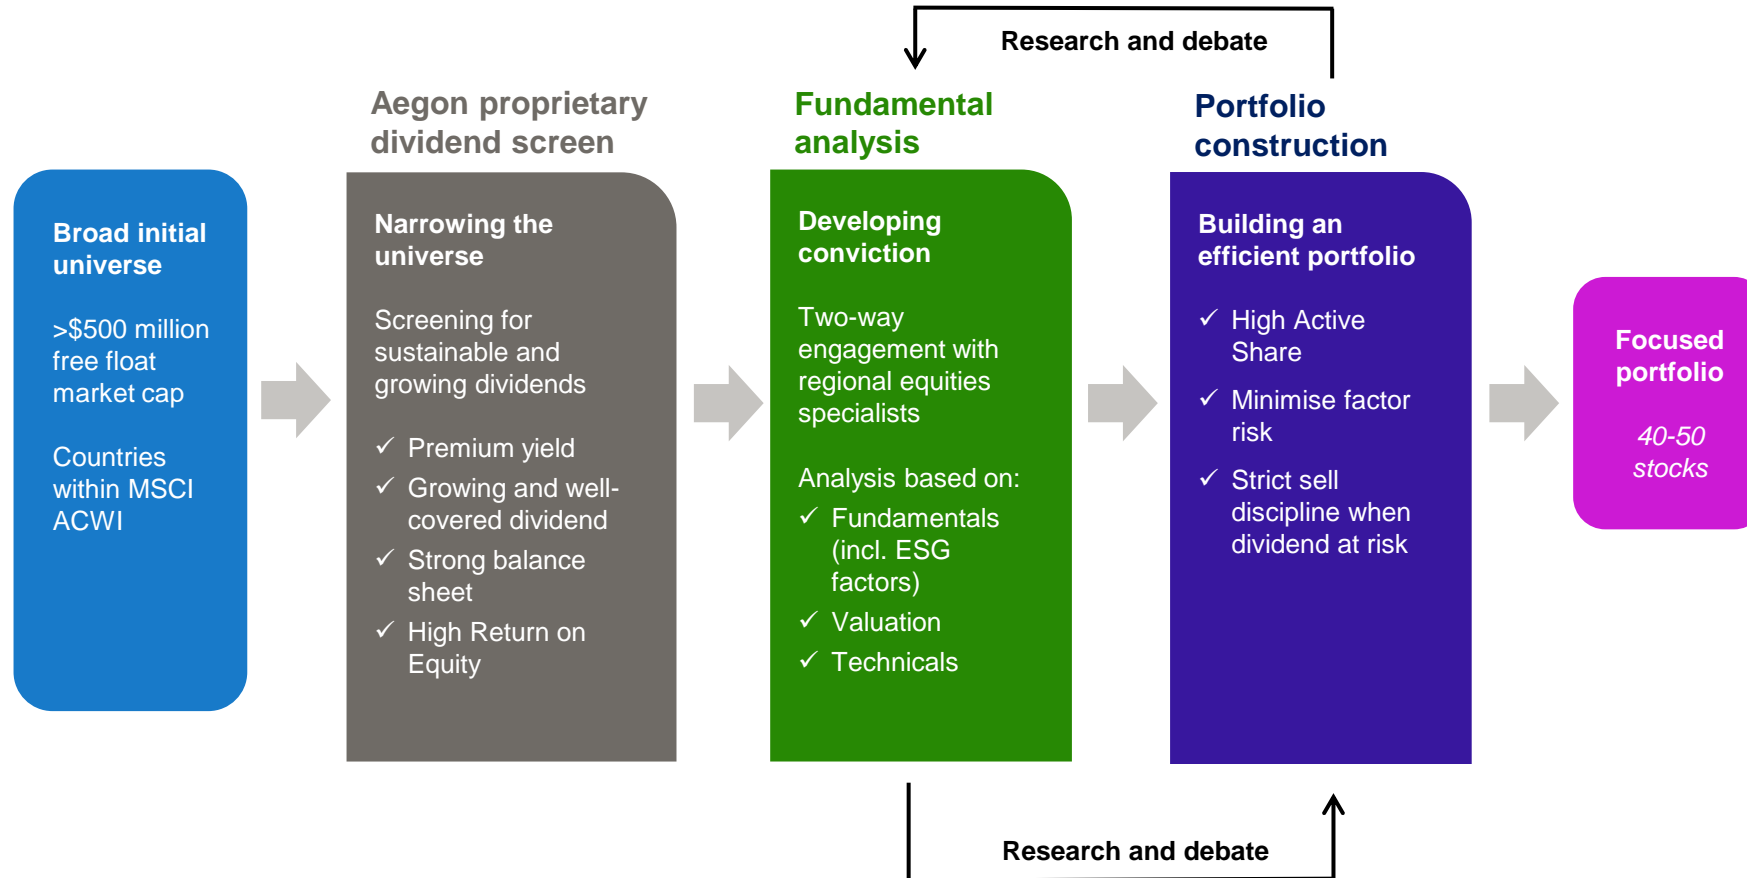 Research and debate
Aegon proprietary
dividend screen
Fundamental
analysis
Portfolio
construction
Broad initial
universe
>$500 million
free float
market cap
Countries
within MSCI
ACWI
Narrowing the
universe
Screening for
sustainable and
growing dividends
✓ Premium yield
✓ Growing and well-
covered dividend
✓ Strong balance
sheet
✓ High Return on
Equity
Developing
conviction
Two-way
engagement with
regional equities
specialists
Analysis based on:
✓ Fundamentals
(incl. ESG
factors)
✓ Valuation
✓ Technicals
Building an
efficient portfolio
✓ High Active
Share
✓ Minimise factor
risk
✓ Strict sell
discipline when
dividend at risk
Focused
portfolio
40-50
stocks
Research and debate